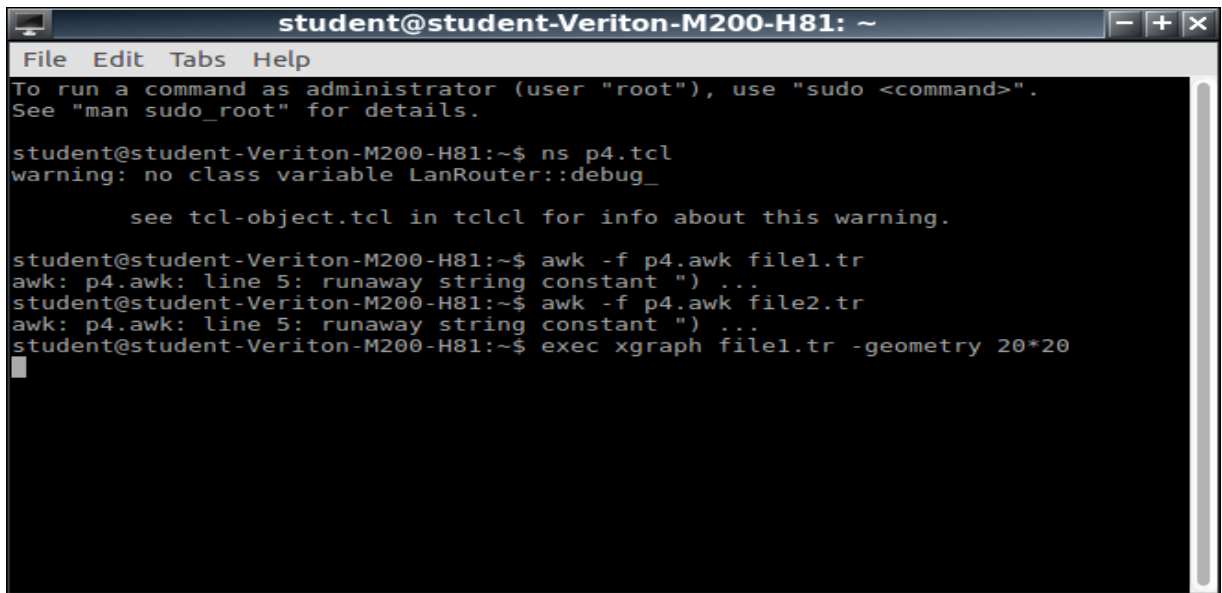 student@student-Veriton-M200-H81: ~
File Edit Tabs Help
To run a command as administrator (user "root"), use "sudo <command>".
See "man sudo_root" for details.
student@student-Veriton-M200-H81:~$ ns p4.tcl
warning: no class variable LanRouter::debug_
see tcl-object.tcl in tclcl for info about this warning.
student@student-Veriton-M200-H81:~$ awk -f p4.awk file1.tr
awk: p4.awk: line 5: runaway string constant ") ...
student@student-Veriton-M200-H81:~$ awk -f p4.awk file2.tr
awk: p4.awk: line 5: runaway string constant ") ...
student@student-Veriton-M200-H81:~$ exec xgraph file1.tr -geometry 20*20